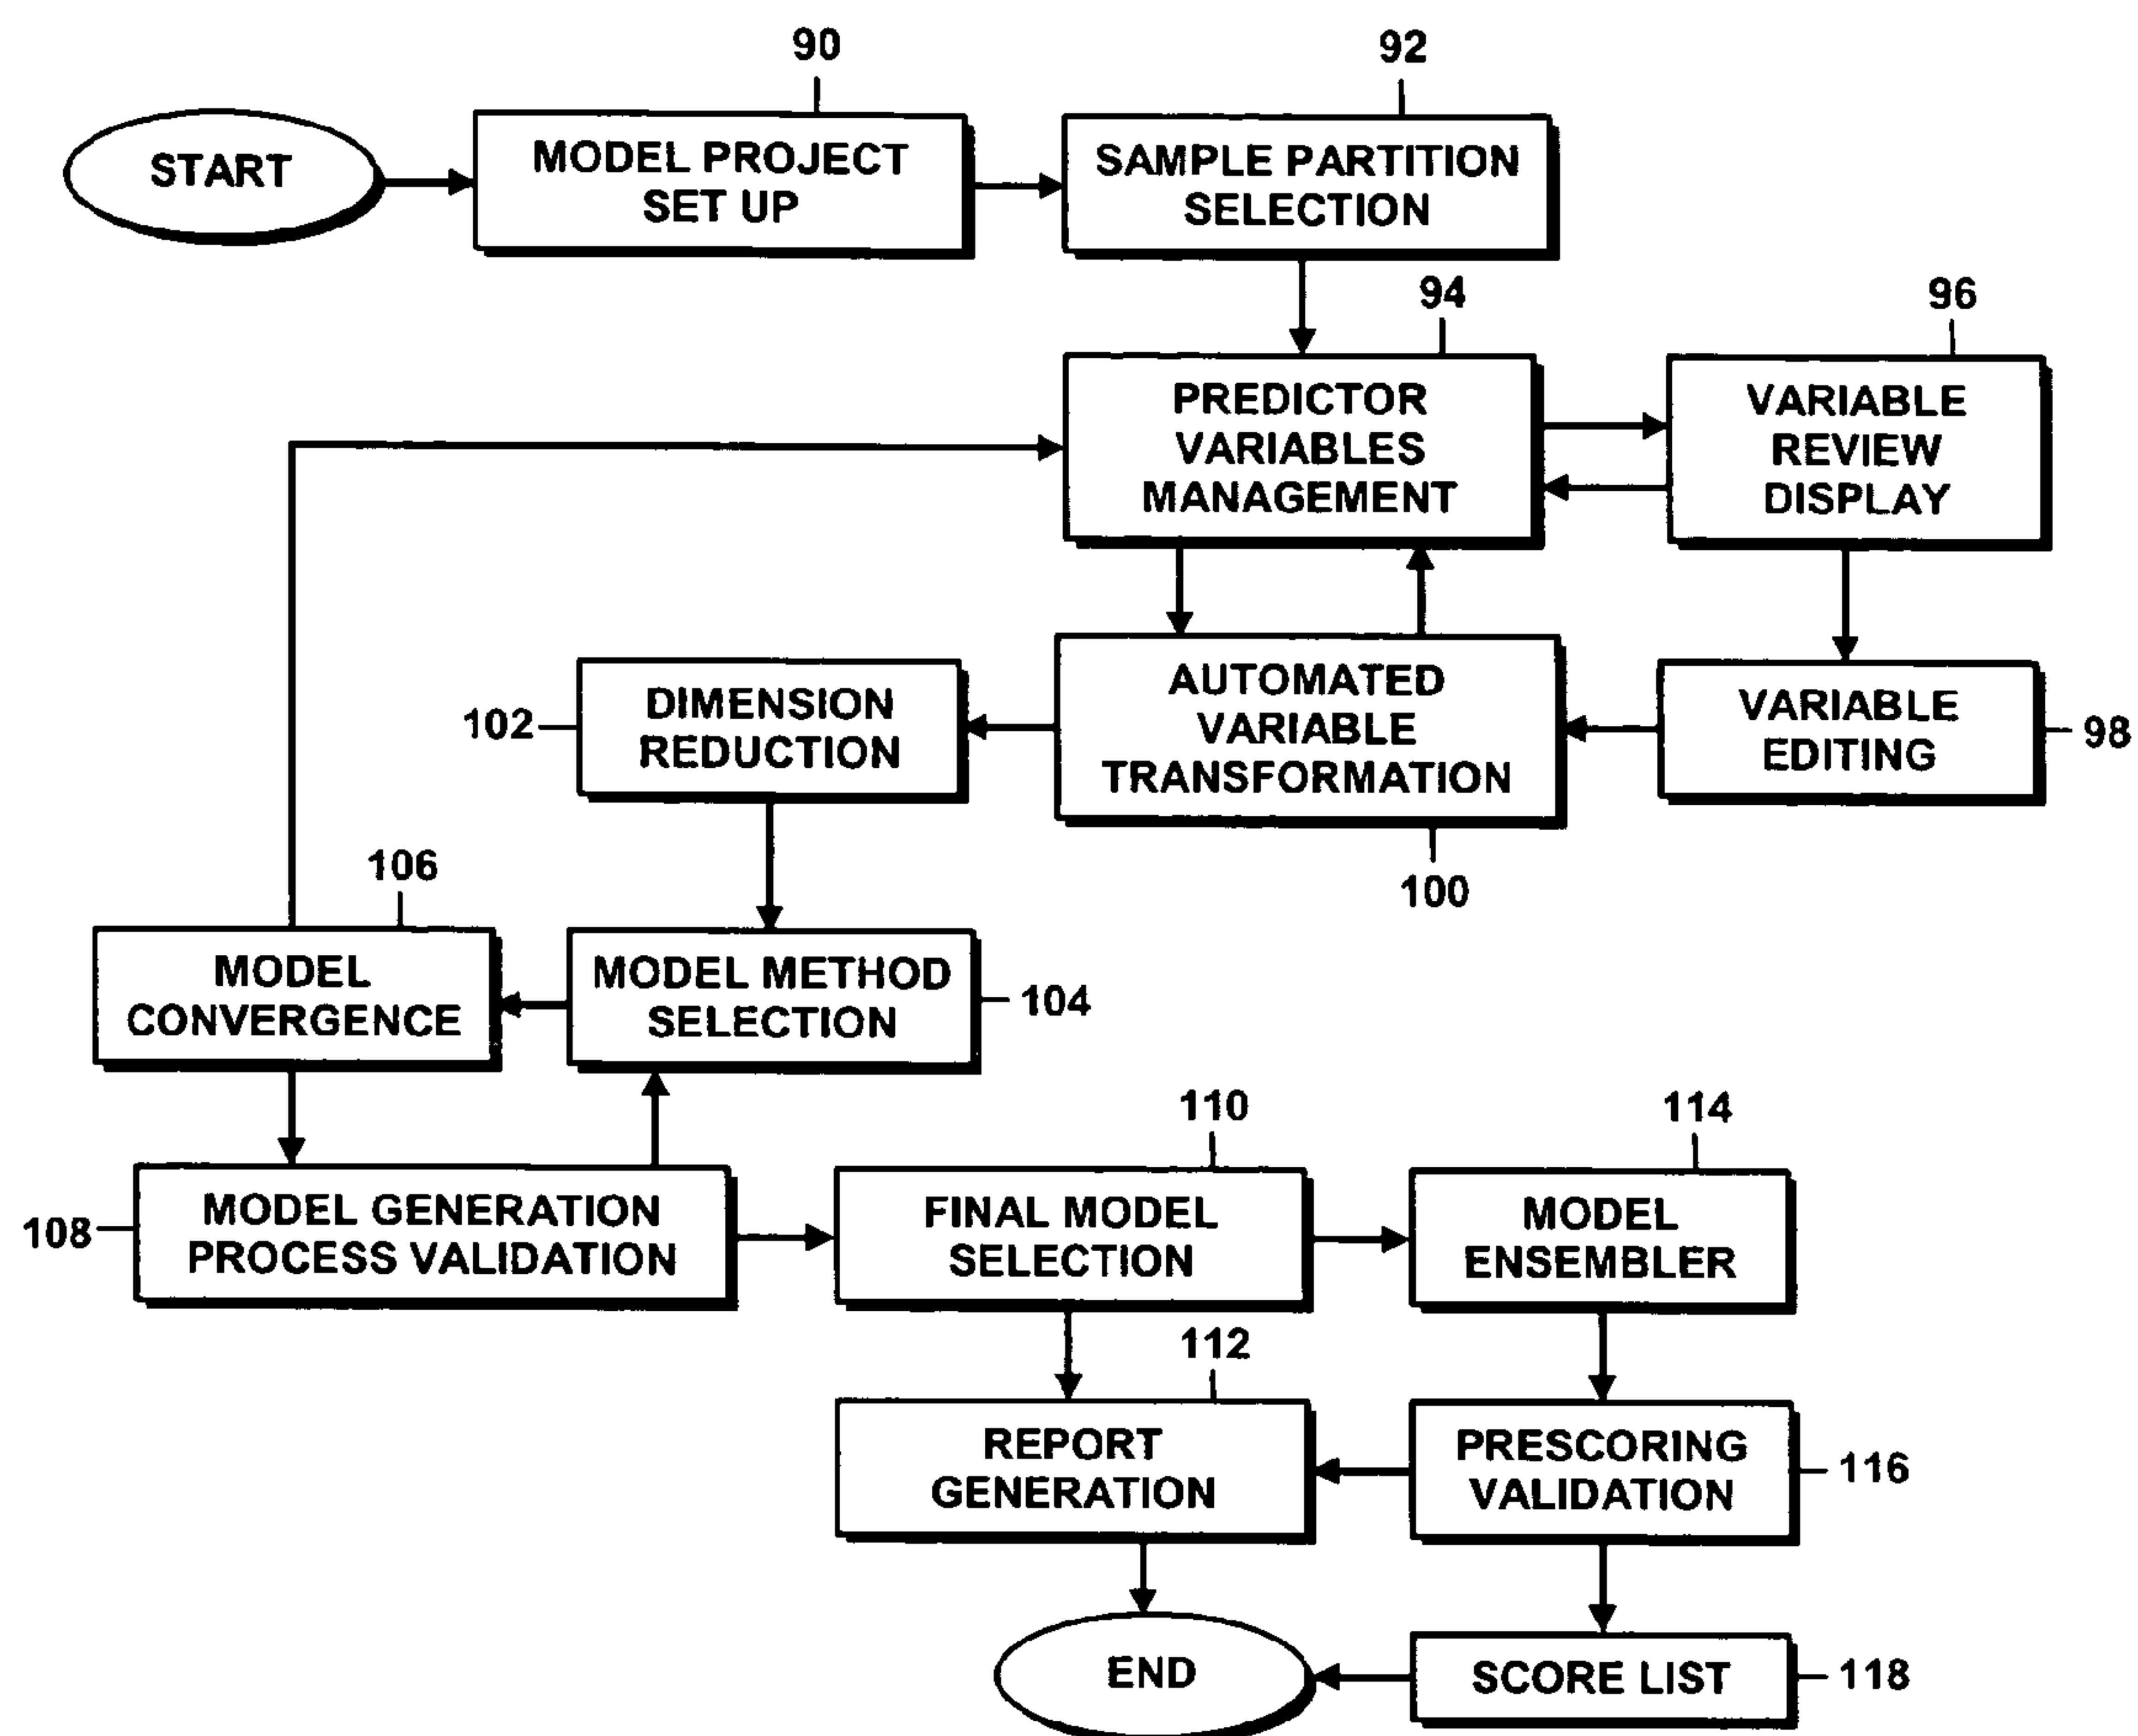 90
92
START
MODEL PROJECT
SET UP
SAMPLE PARTITION
SELECTION
94
96
PREDICTOR
VARIABLES
MANAGEMENT
VARIABLE
REVIEW
DISPLAY
102
DIMENSION
REDUCTION
AUTOMATED
VARIABLE
TRANSFORMATION
VARIABLE
EDITING
98
100
106
MODEL
CONVERGENCE
MODEL METHOD
SELECTION
104
110
114
108
MODEL GENERATION
PROCESS VALIDATION
FINAL MODEL
SELECTION
MODEL
ENSEMBLER
112
REPORT
GENERATION
PRESCORING
VALIDATION
116
END
SCORE LIST
118